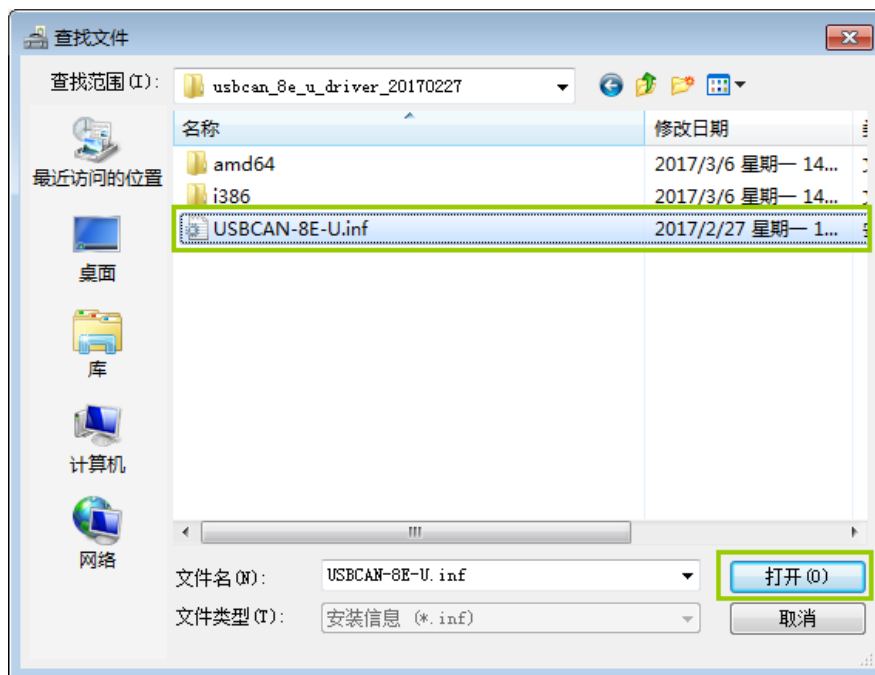 查找文件
查找范围(I):
usbcan_8e_u_driver_20170227
名称
修改日期
amd64
2017/3/6 星期一 14...
i386
2017/3/6 星期一 14...
USBCAN-8E-U.inf
2017/2/27 星期一 1...
最近访问的位置
桌面
库
计算机
网络
文件名(N):
USBCAN-8E-U.inf
打开(O)
文件类型(T):
安装信息 (*.inf)
取消